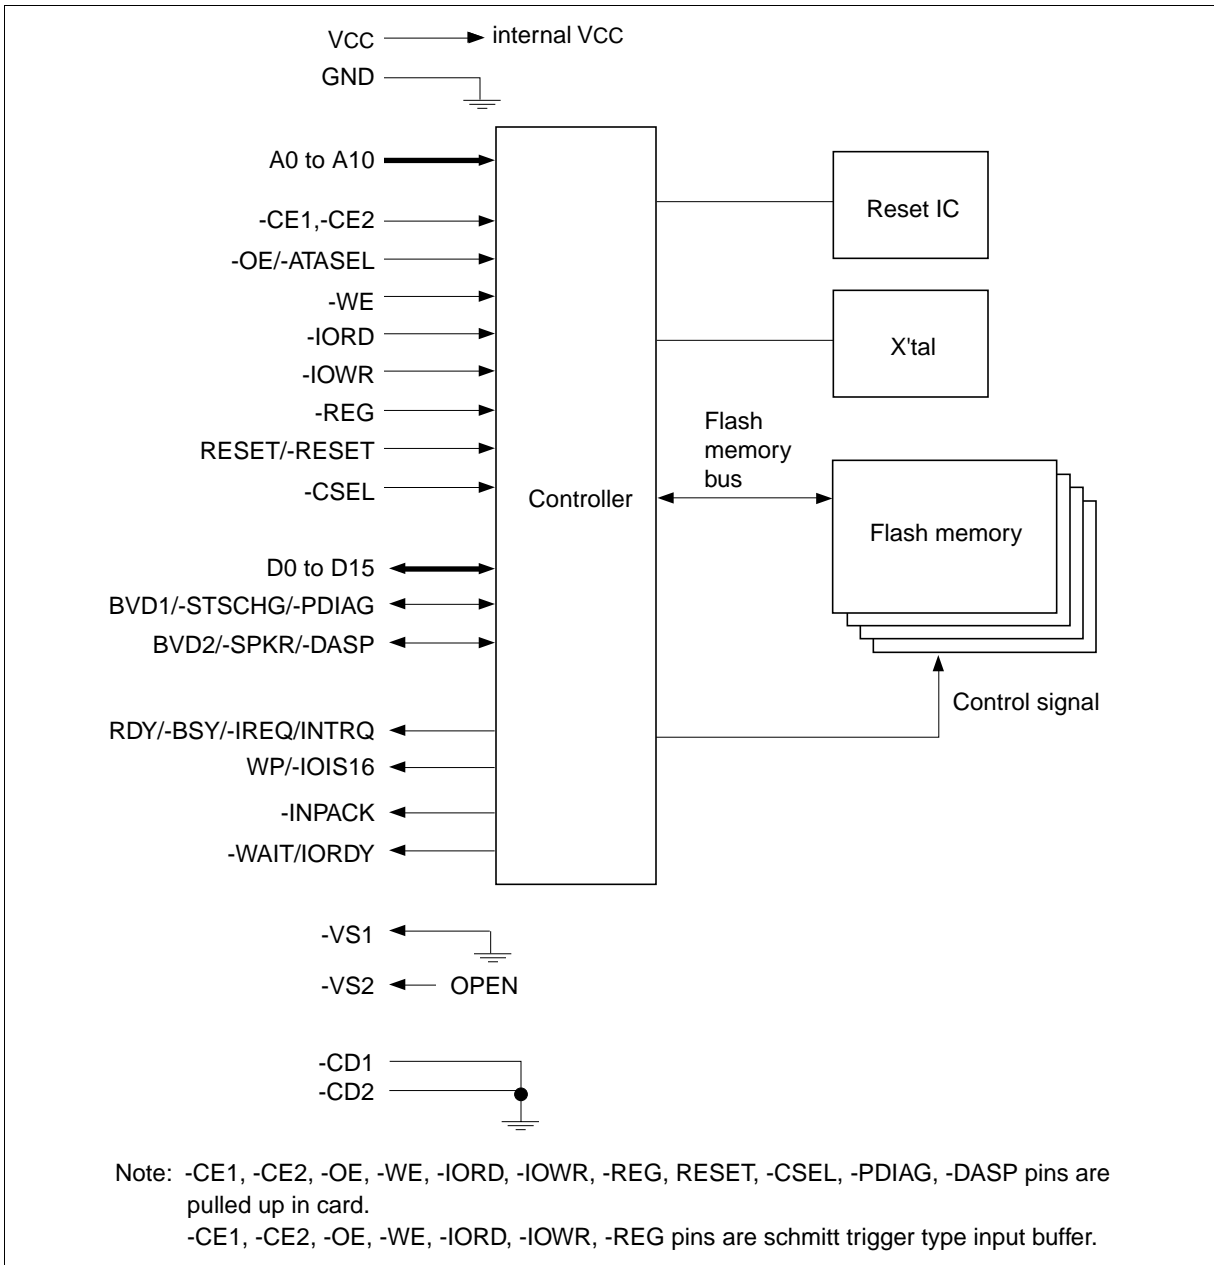 VCC
internal VCC
GND
A0 to A10
-CE1,-CE2
-OE/-ATASEL
-WE
-IORD
-IOWR
-REG
RESET/-RESET
-CSEL
D0 to D15
BVD1/-STSCHG/-PDIAG
BVD2/-SPKR/-DASP
RDY/-BSY/-IREQ/INTRQ
WP/-IOIS16
-INPACK
-WAIT/IORDY
Controller
Reset IC
X'tal
Flash
memory
bus
Flash memory
Control signal
-VS1
-VS2
OPEN
-CD1
-CD2
Note: -CE1, -CE2, -OE, -WE, -IORD, -IOWR, -REG, RESET, -CSEL, -PDIAG, -DASP pins are
pulled up in card.
-CE1, -CE2, -OE, -WE, -IORD, -IOWR, -REG pins are schmitt trigger type input buffer.